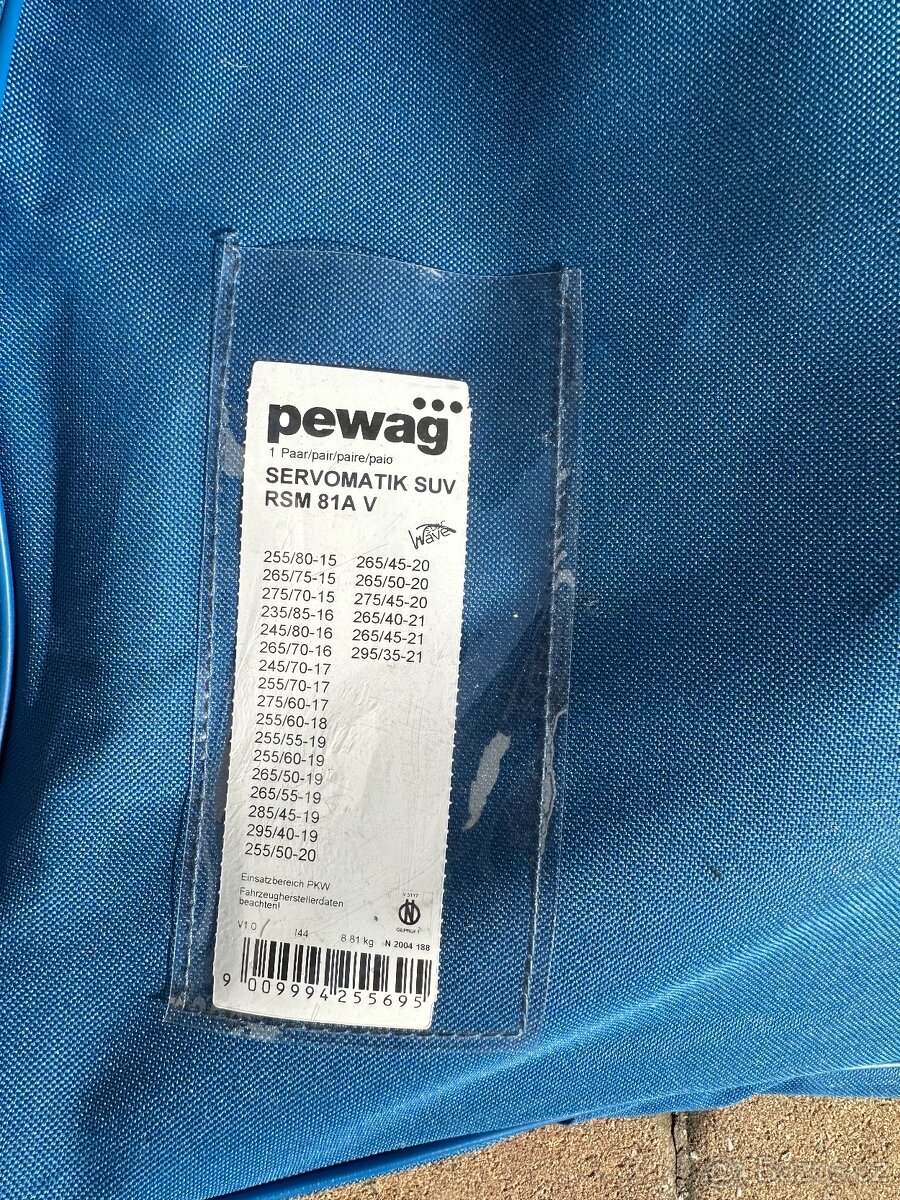 pewag
1 Paar/pair/paire/paio
SERVOMATIK SUV
RSM 81A V
Wave
255/80-15 265/45-20
265/75-15 265/50-20
275/70-15 275/45-20
235/85-16 265/40-21
245/80-16 265/45-21
265/70-16 295/35-21
245/70-17
255/70-17
275/60-17
255/60-18
255/55-19
255/60-19
265/50-19
265/55-19
285/45-19
295/40-19
255/50-20
Einsatzbereich PKW
Fahrzeugherstellerdaten
beachten!
V 5117
N
GEPRÜFT
V1.0 /44 8.81 kg N 2004 188
9 009994 255695